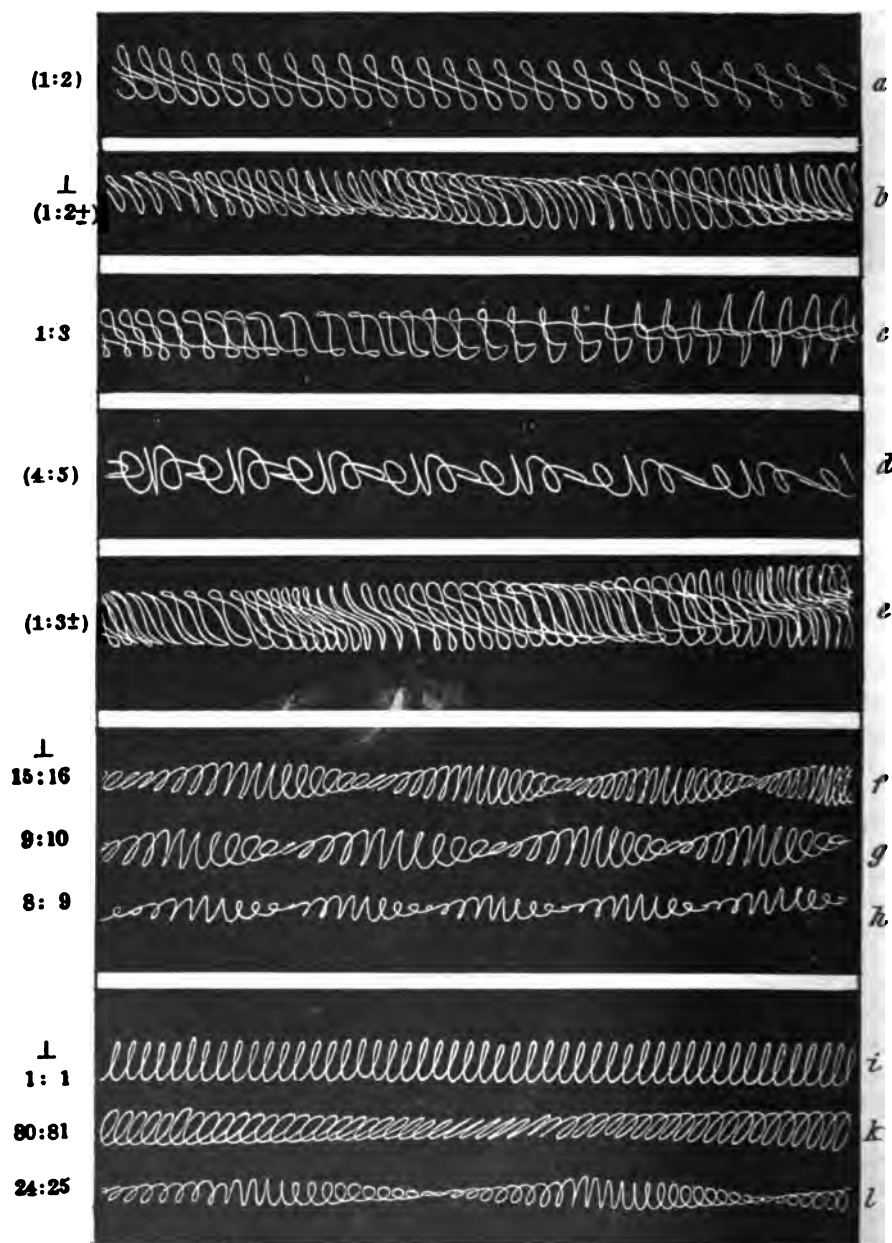 (1:2) a
⊥
(1:2±) b
1:3 c
(4:5) d
(1:3±) e
⊥
15:16 f
9:10 g
8: 9 h
⊥
1: 1 i
80:81 k
24:25 l